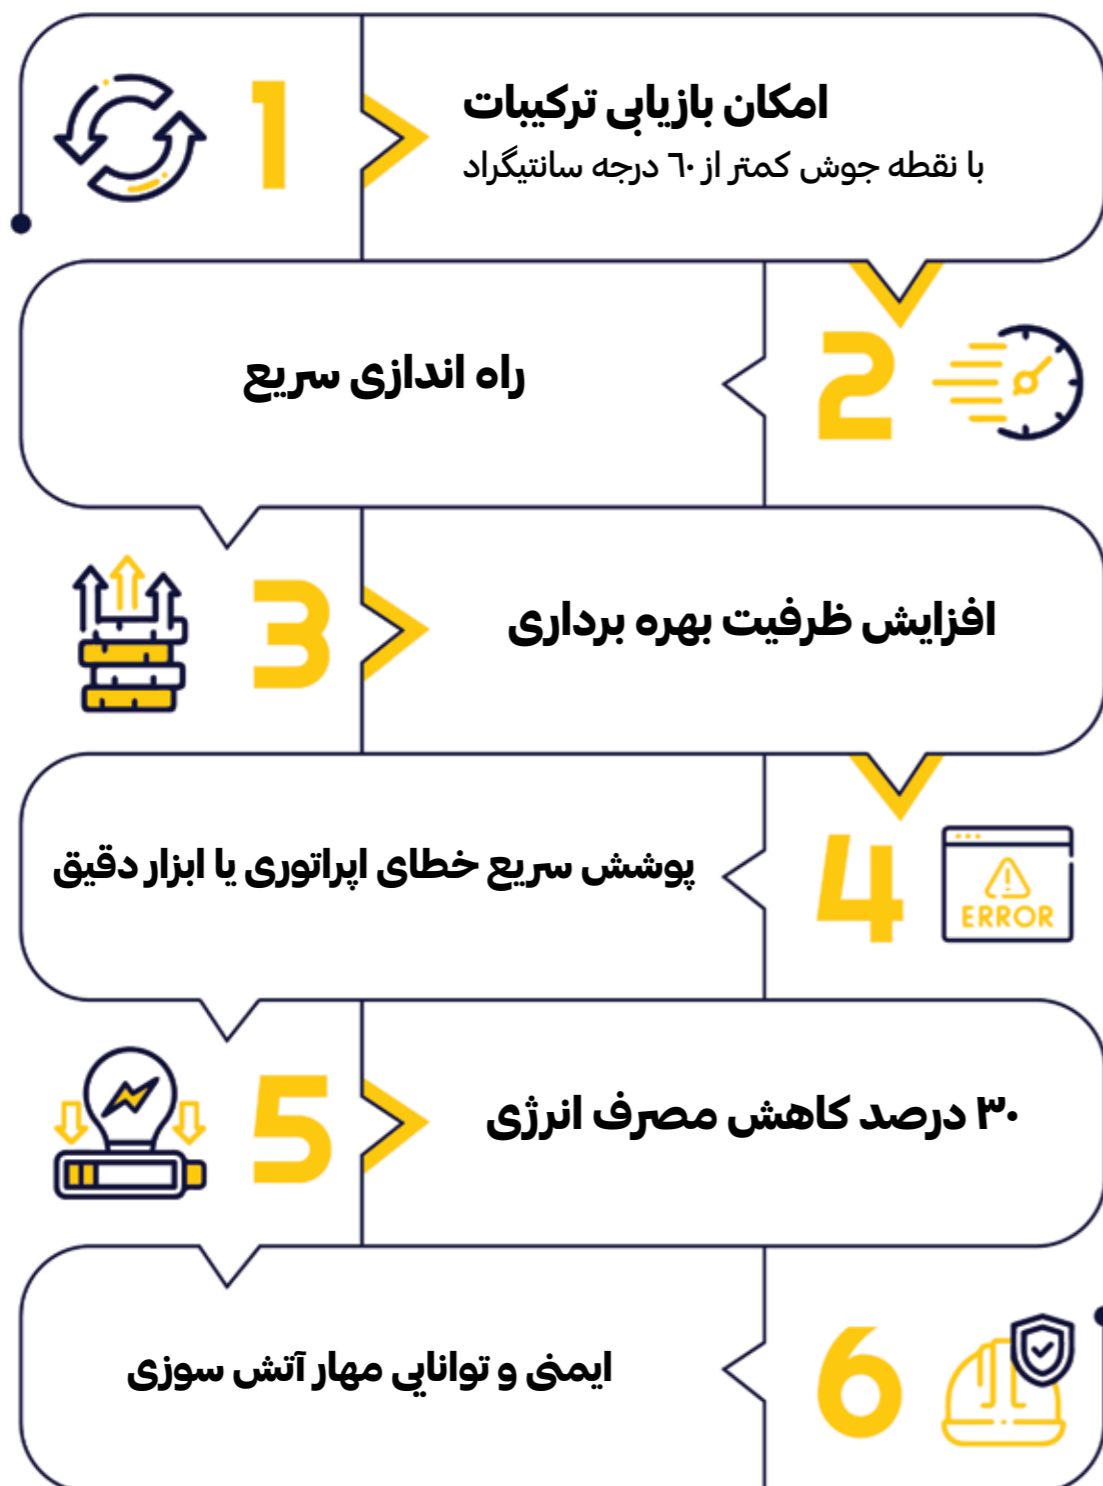 1
امکان بازیابی ترکیبات
با نقطه جوش کمتر از ٦٠ درجه سانتیگراد
2
راه اندازی سریع
3
افزایش ظرفیت بهره برداری
4
ERROR
پوشش سریع خطای اپراتوری یا ابزار دقیق
5
۳۰ درصد کاهش مصرف انرژی
6
ایمنی و توانایی مهار آتش سوزی